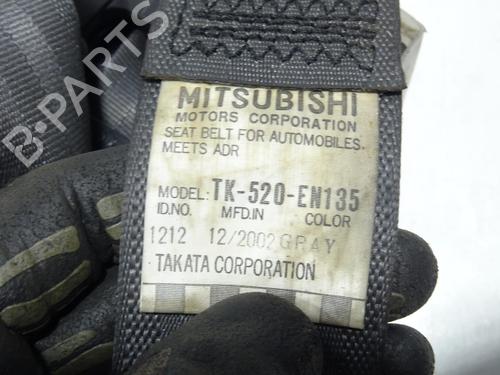 MITSUBISHI
MOTORS CORPORATION
SEAT BELT FOR AUTOMOBILES
MEETS ADR
MODEL: TK-520-EN135
ID.NO. MFD.IN COLOR
1212 12/2002 GRAY
TAKATA CORPORATION
B-PARTS